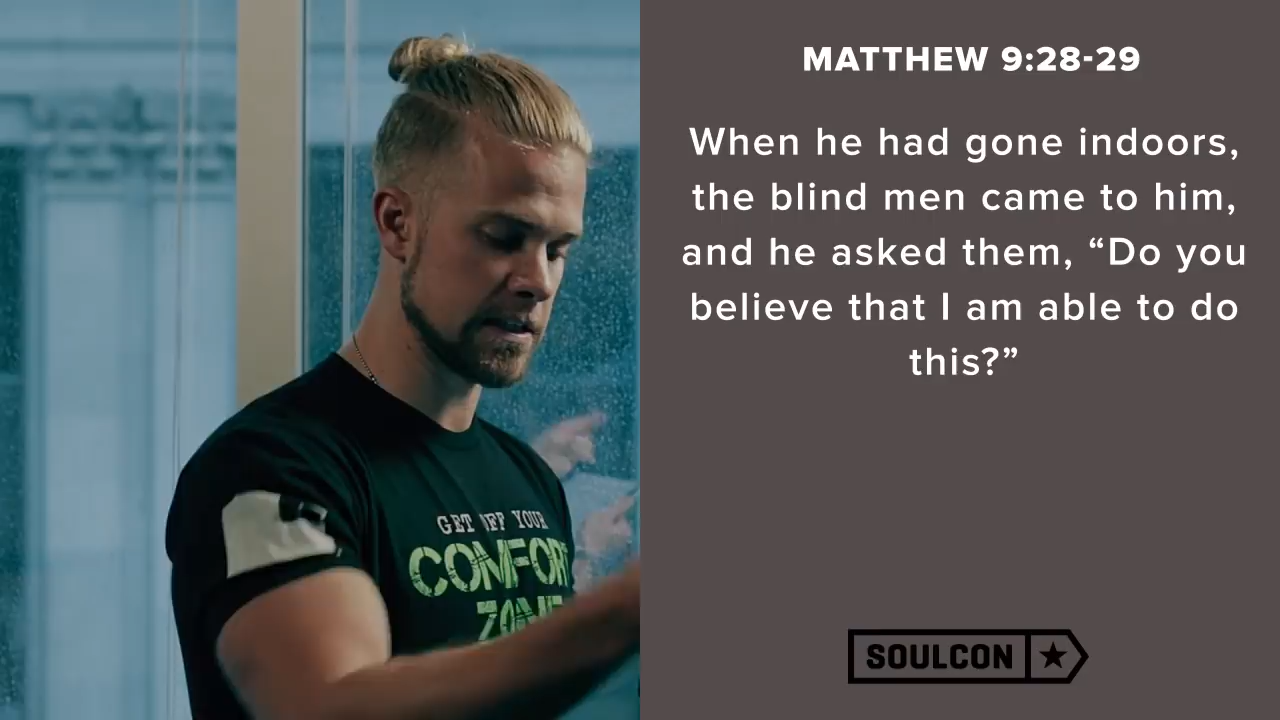 MATTHEW 9:28-29
When he had gone indoors,
the blind men came to him,
and he asked them, “Do you
believe that I am able to do
this?”
GET OFF YOUR
COMFORT
ZONE
SOULCON